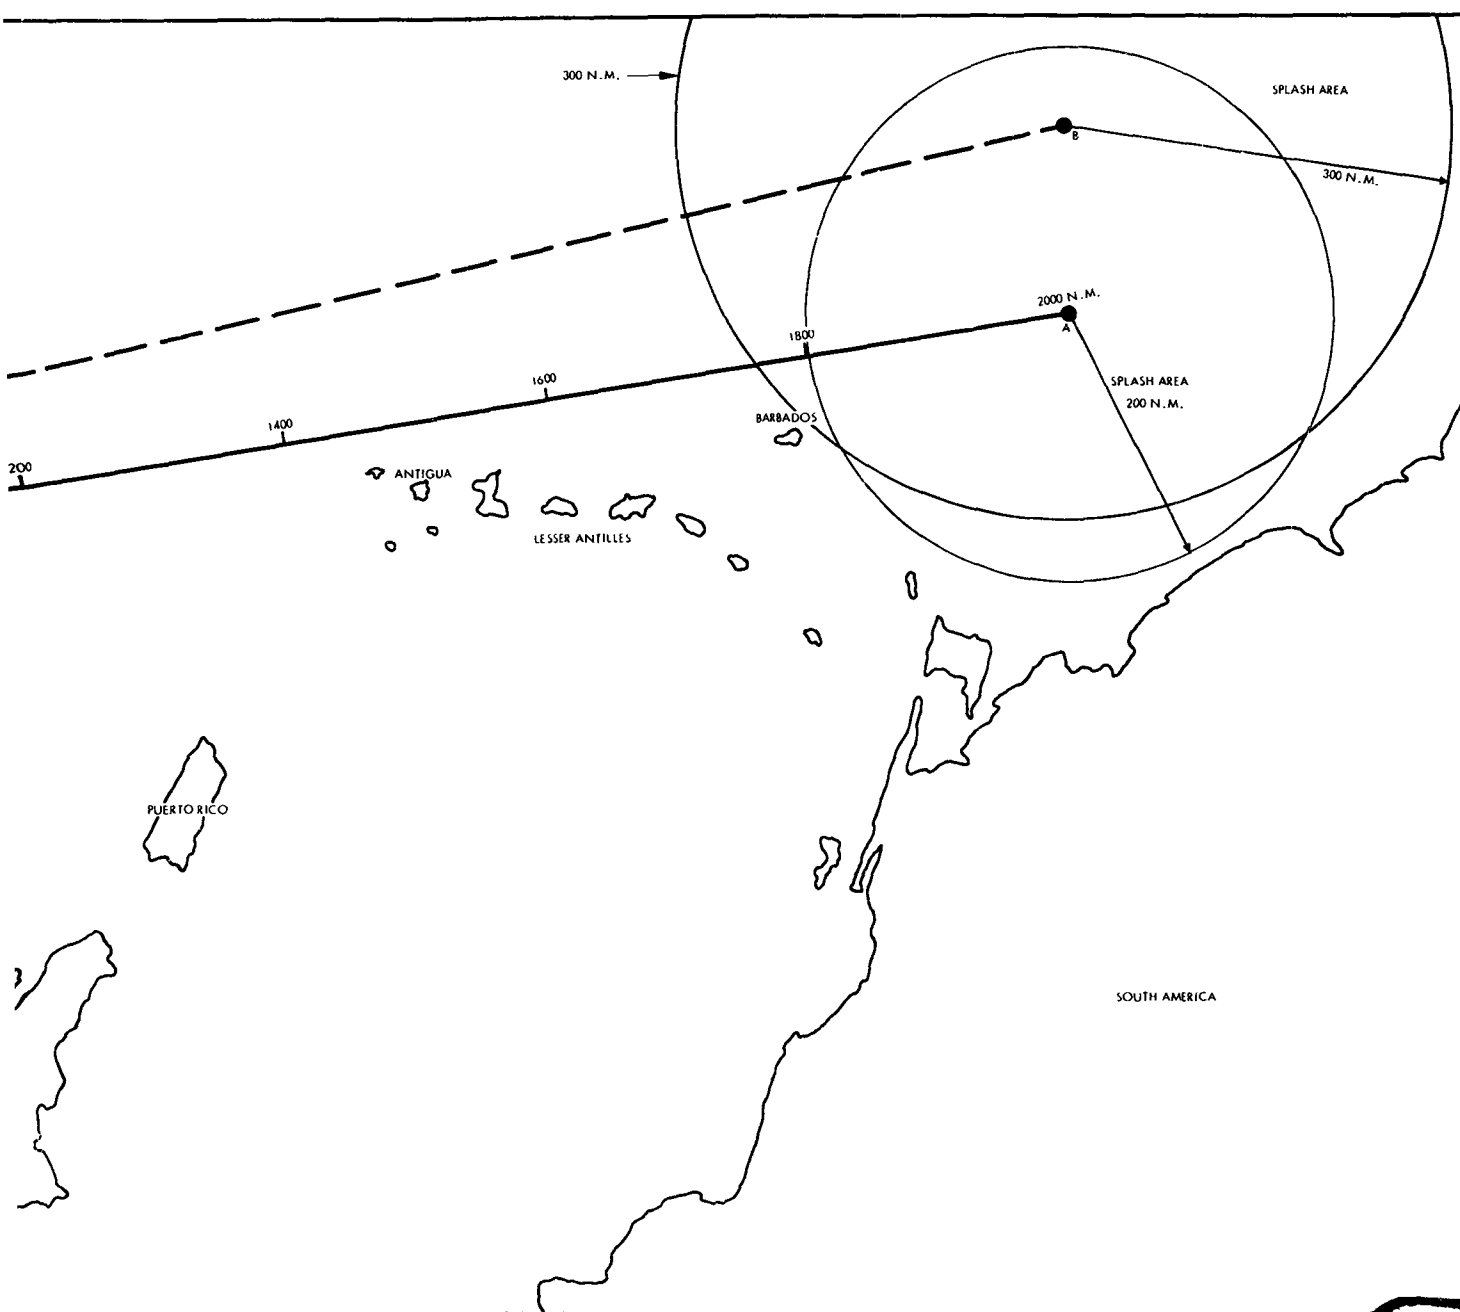 300 N.M.
SPLASH AREA
B
300 N.M.
2000 N.M.
A
1800
SPLASH AREA
200 N.M.
1600
BARBADOS
1400
200
ANTIGUA
LESSER ANTILLES
PUERTO RICO
SOUTH AMERICA